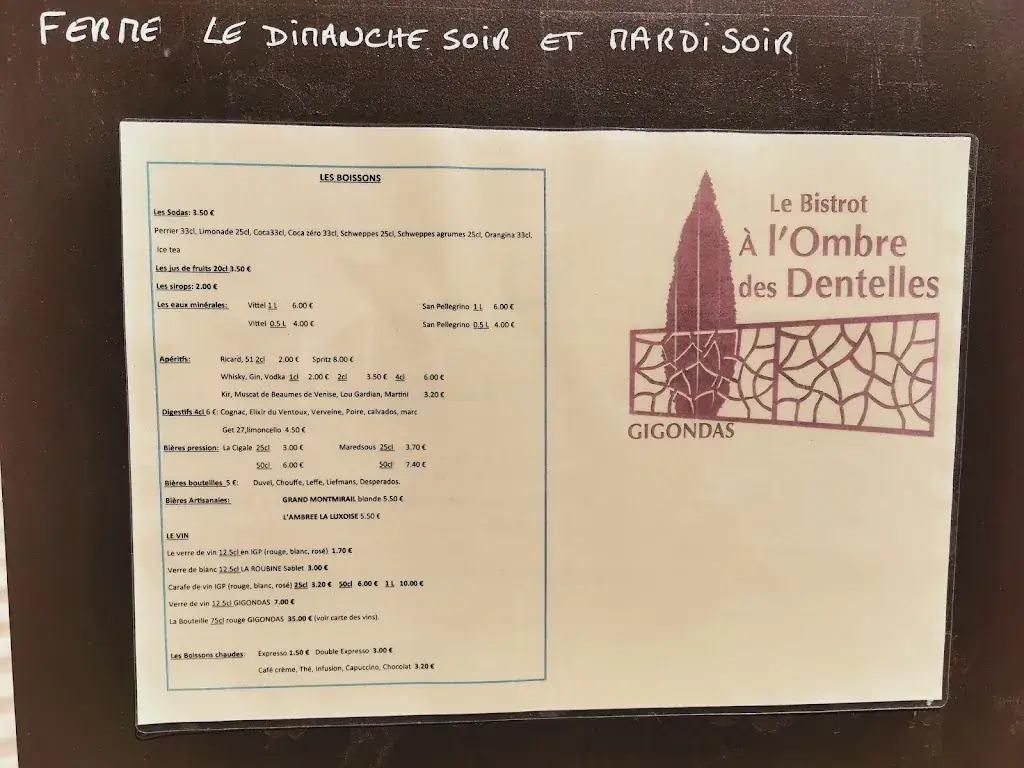 FERME LE DIMANCHE SOIR ET MARDI SOIR
LES BOISSONS
Les Sodas: 3.50 €
Perrier 33cl, Limonade 25cl, Coca33cl, Coca zéro 33cl, Schweppes 25cl, Schweppes agrumes 25cl, Orangina 33cl,
Ice tea
Les jus de fruits 20cl 3.50 €
Les sirops: 2.00 €
Les eaux minérales: Vittel 1 L 6.00 € San Pellegrino 1 L 6.00 €
Vittel 0.5 L 4.00 € San Pellegrino 0.5 L 4.00 €
Apéritifs: Ricard, 51 2cl 2.00 € Spritz 8.00 €
Whisky, Gin, Vodka 1cl 2.00 € 2cl 3.50 € 4cl 6.00 €
Kir, Muscat de Beaumes de Venise, Lou Gardian, Martini 3.20 €
Digestifs 4cl 6 €: Cognac, Elixir du Ventoux, Verveine, Poire, calvados, marc
Get 27,limoncello 4.50 €
Bières pression: La Cigale 25cl 3.00 € Maredsous 25cl 3.70 €
50cl 6.00 € 50cl 7.40 €
Bières bouteilles 5 €: Duvel, Chouffe, Leffe, Liefmans, Desperados.
Bières Artisanales: GRAND MONTMIRAIL blonde 5.50 €
L'AMBREE LA LUXOISE 5.50 €
LE VIN
Le verre de vin 12.5cl en IGP (rouge, blanc, rosé) 1.70 €
Verre de blanc 12.5cl LA ROUBINE Sablet 3.00 €
Carafe de vin IGP (rouge, blanc, rosé) 25cl 3.20 € 50cl 6.00 € 1 L 10.00 €
Verre de vin 12.5cl GIGONDAS 7.00 €
La Bouteille 75cl rouge GIGONDAS 35.00 € (voir carte des vins).
Les Boissons chaudes: Expresso 1.50 € Double Expresso 3.00 €
Café crème, Thé, infusion, Capuccino, Chocolat 3.20 €
Le Bistrot
À l'Ombre
des Dentelles
GIGONDAS